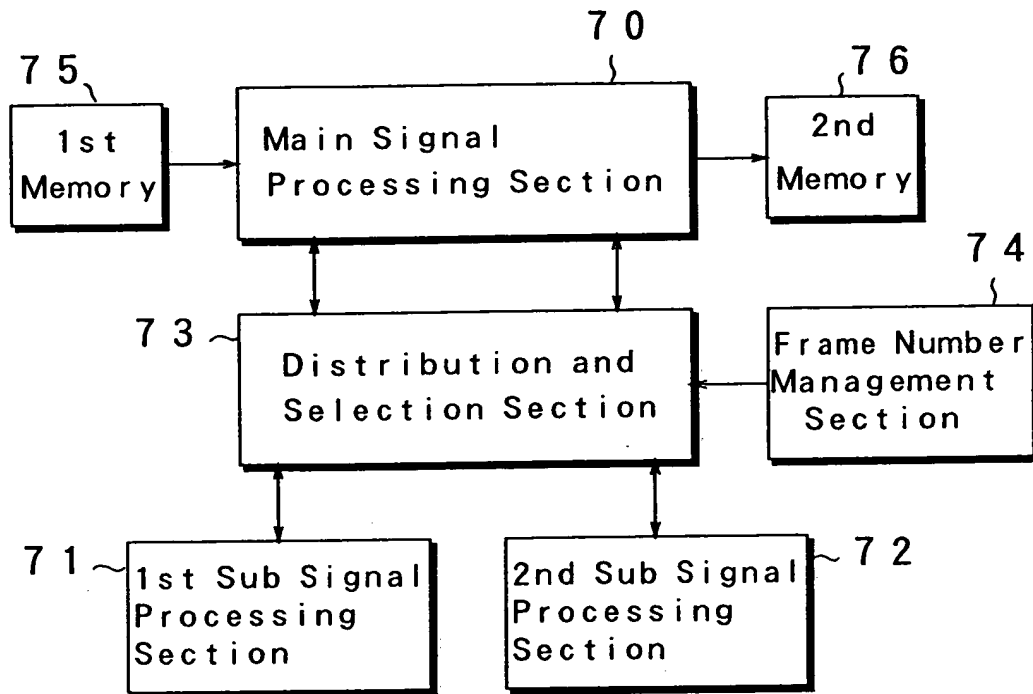 70
75
76
1st
Memory
Main Signal
Processing Section
2nd
Memory
74
73
Distribution and
Selection Section
Frame Number
Management
Section
71
1st Sub Signal
Processing
Section
2nd Sub Signal
Processing
Section
72